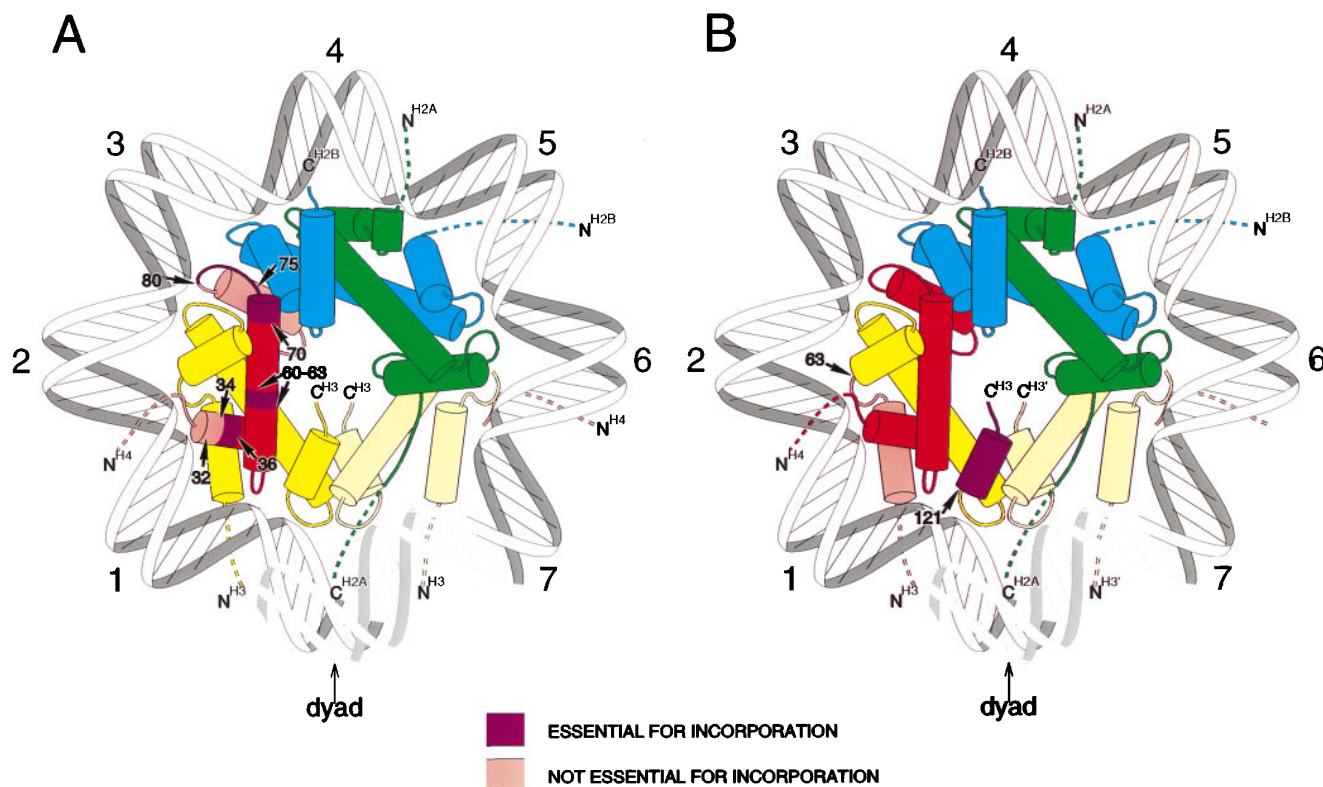 A
B
4
N H2A
3
5
C H2B
N H2B
80
75
70
2
34
60-63
6
C H3 C H3
N H4
32
36
N H4
1
N H3
C H2A
N H3
7
dyad
4
N H2A
3
5
C H2B
N H2B
2
63
6
C H3 C H3'
N H4
N H4
121
1
N H3
C H2A
N H3'
7
dyad
ESSENTIAL FOR INCORPORATION
NOT ESSENTIAL FOR INCORPORATION